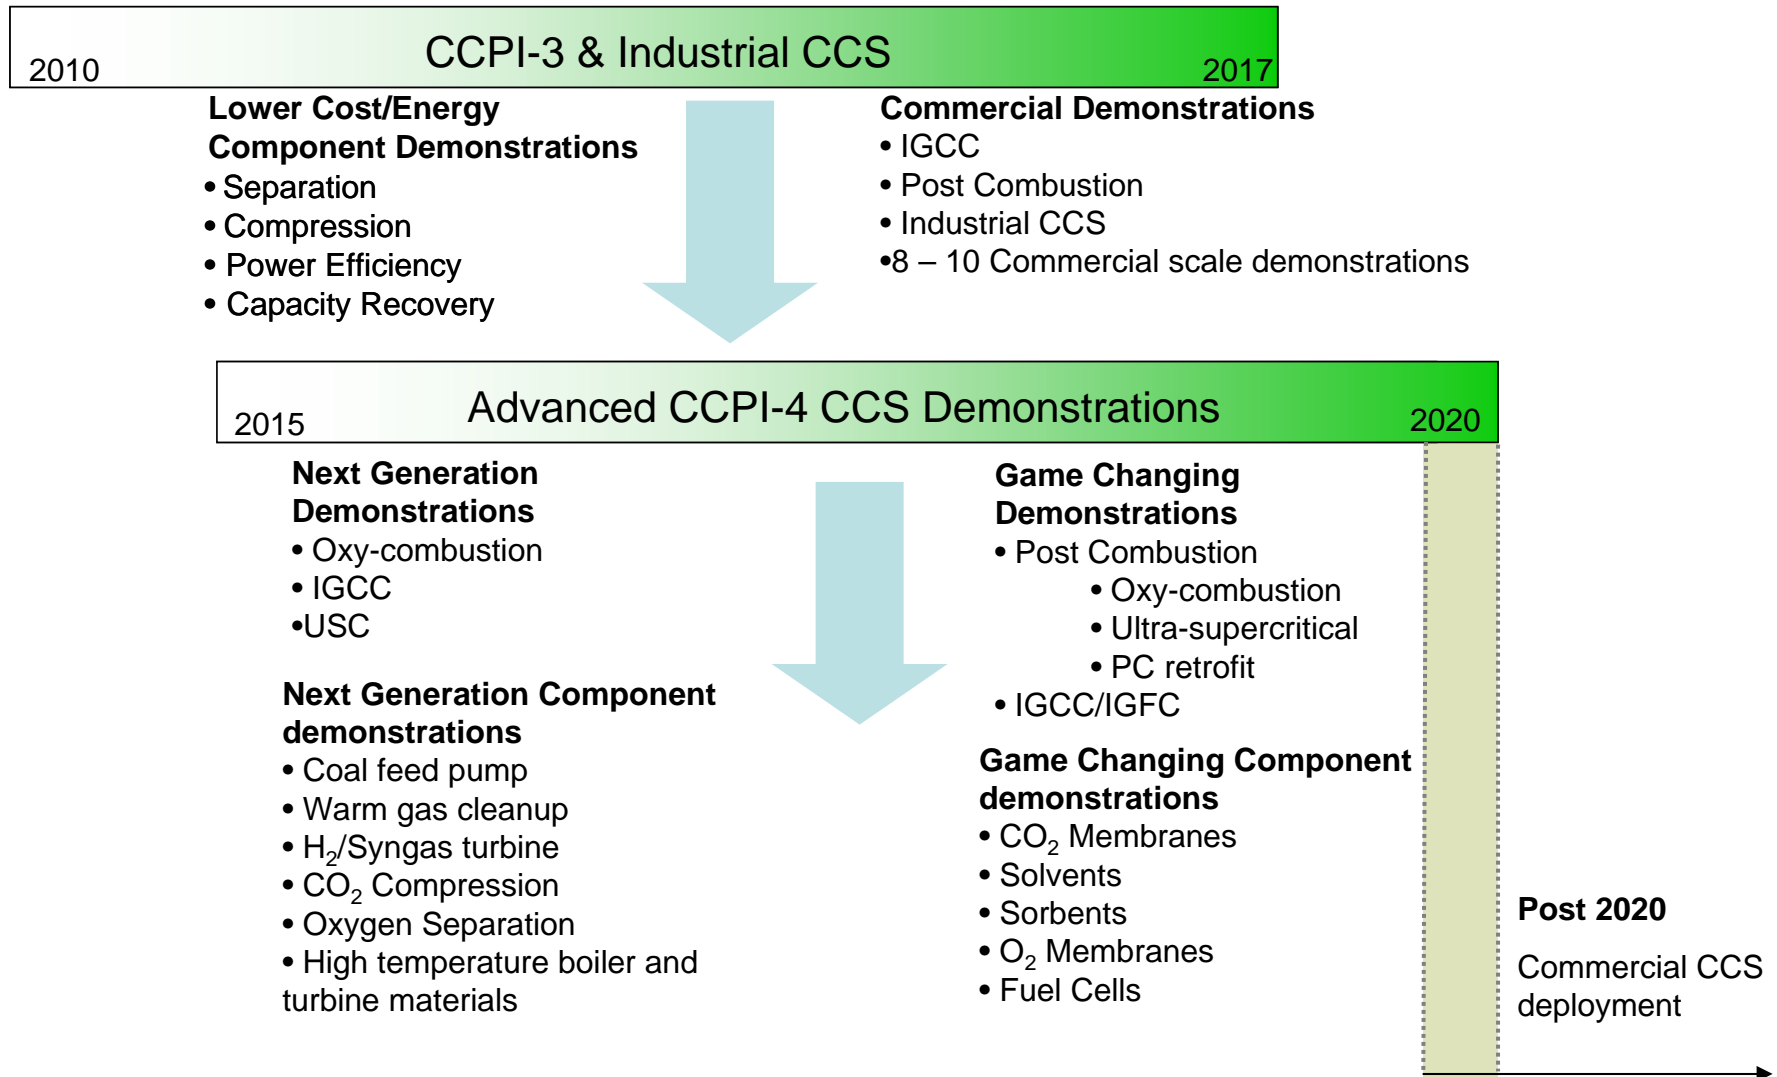 CCPI-3 & Industrial CCS
2010
2017
Lower Cost/Energy
Component Demonstrations
• Separation
• Compression
• Power Efficiency
• Capacity Recovery
Commercial Demonstrations
• IGCC
• Post Combustion
• Industrial CCS
•8 – 10 Commercial scale demonstrations
Advanced CCPI-4 CCS Demonstrations
2015
2020
Next Generation
Demonstrations
• Oxy-combustion
• IGCC
•USC
Next Generation Component
demonstrations
• Coal feed pump
• Warm gas cleanup
• H₂/Syngas turbine
• CO₂ Compression
• Oxygen Separation
• High temperature boiler and
turbine materials
Game Changing
Demonstrations
• Post Combustion
• Oxy-combustion
• Ultra-supercritical
• PC retrofit
• IGCC/IGFC
Game Changing Component
demonstrations
• CO₂ Membranes
• Solvents
• Sorbents
• O₂ Membranes
• Fuel Cells
Post 2020
Commercial CCS
deployment